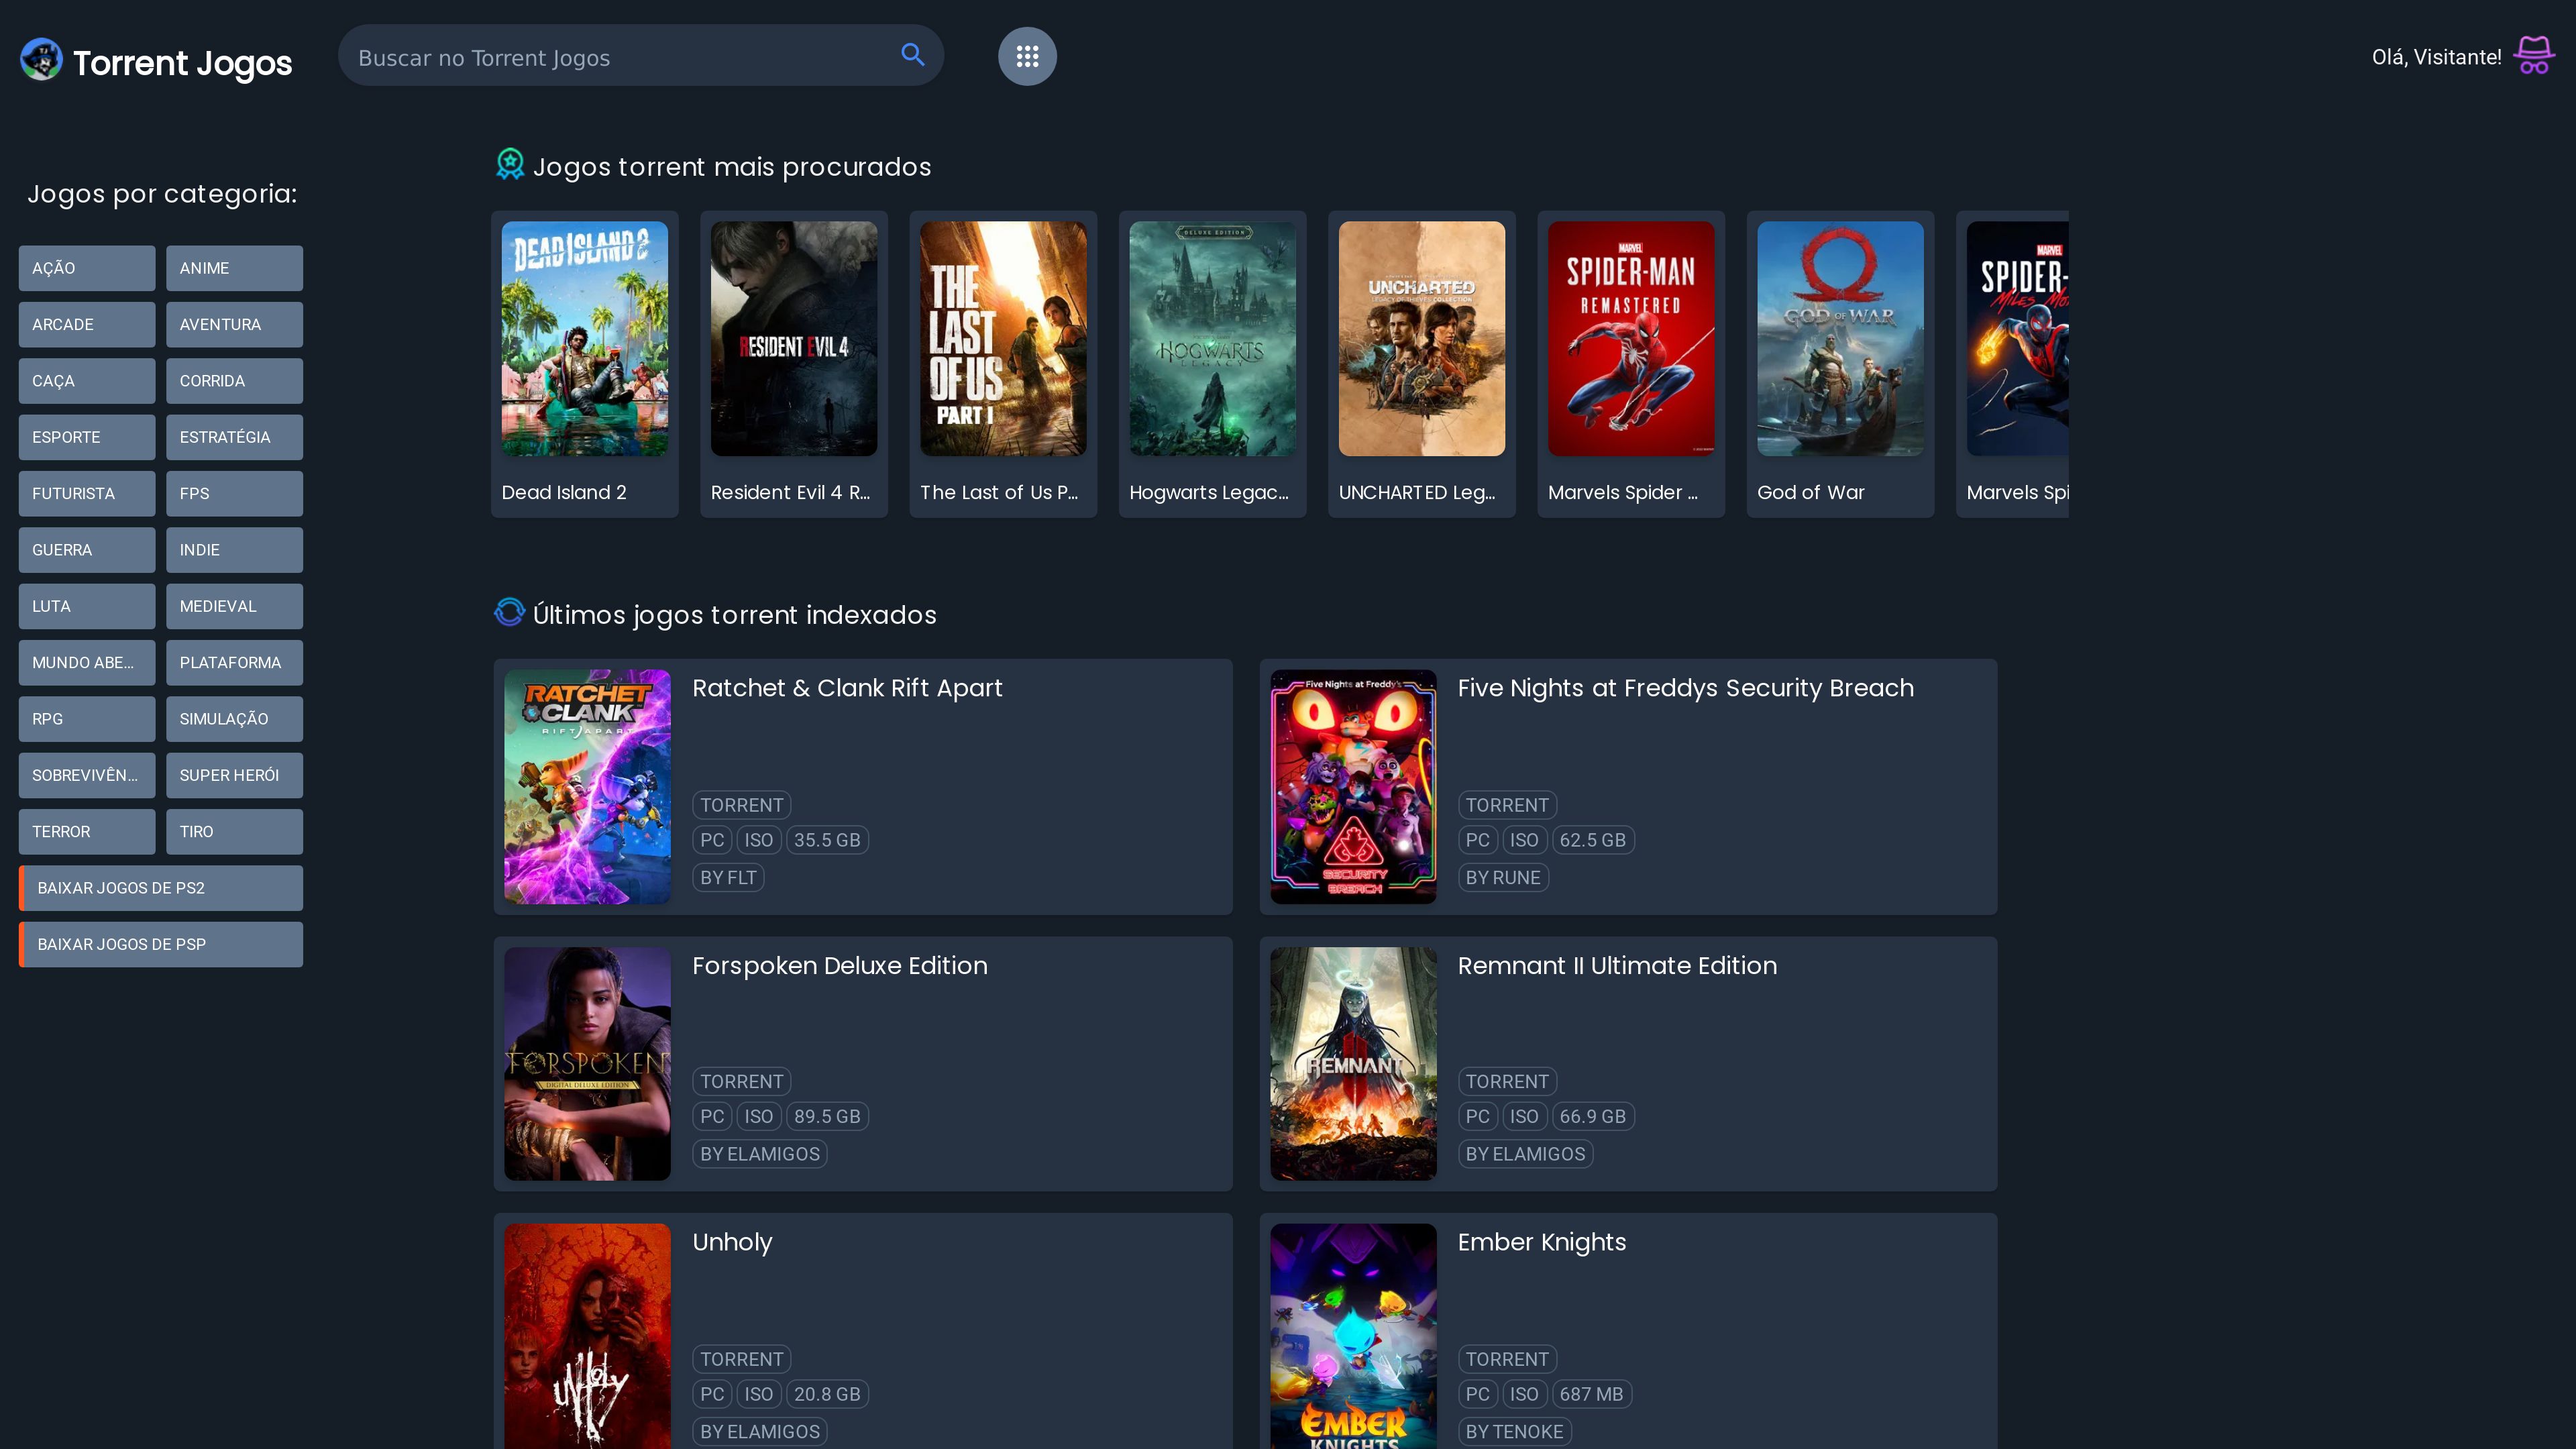 Torrent Jogos
Buscar no Torrent Jogos
Olá, Visitante!
Jogos por categoria:
AÇÃO
ANIME
ARCADE
AVENTURA
CAÇA
CORRIDA
ESPORTE
ESTRATÉGIA
FUTURISTA
FPS
GUERRA
INDIE
LUTA
MEDIEVAL
MUNDO ABE...
PLATAFORMA
RPG
SIMULAÇÃO
SOBREVIVÊN...
SUPER HERÓI
TERROR
TIRO
BAIXAR JOGOS DE PS2
BAIXAR JOGOS DE PSP
Jogos torrent mais procurados
DEAD ISLAND 2
Dead Island 2
RESIDENT EVIL 4
Resident Evil 4 R...
THE
LAST
OF US
PART I
The Last of Us P...
DELUXE EDITION
HOGWARTS
LEGACY
Hogwarts Legac...
UNCHARTED
LEGACY OF THIEVES COLLECTION
UNCHARTED Leg...
MARVEL
SPIDER-MAN
REMASTERED
Marvels Spider ...
GOD OF WAR
God of War
MARVEL
SPIDER-
Miles Mo
Marvels Spi
Últimos jogos torrent indexados
RATCHET
& CLANK
RIFT APART
Ratchet & Clank Rift Apart
TORRENT
PC ISO 35.5 GB
BY FLT
Five Nights at Freddy's
SECURITY
BREACH
Five Nights at Freddys Security Breach
TORRENT
PC ISO 62.5 GB
BY RUNE
FORSPOKEN
DIGITAL DELUXE EDITION
Forspoken Deluxe Edition
TORRENT
PC ISO 89.5 GB
BY ELAMIGOS
REMNANT
II
Remnant II Ultimate Edition
TORRENT
PC ISO 66.9 GB
BY ELAMIGOS
UNHOLY
Unholy
TORRENT
PC ISO 20.8 GB
BY ELAMIGOS
EMBER
KNIGHTS
Ember Knights
TORRENT
PC ISO 687 MB
BY TENOKE